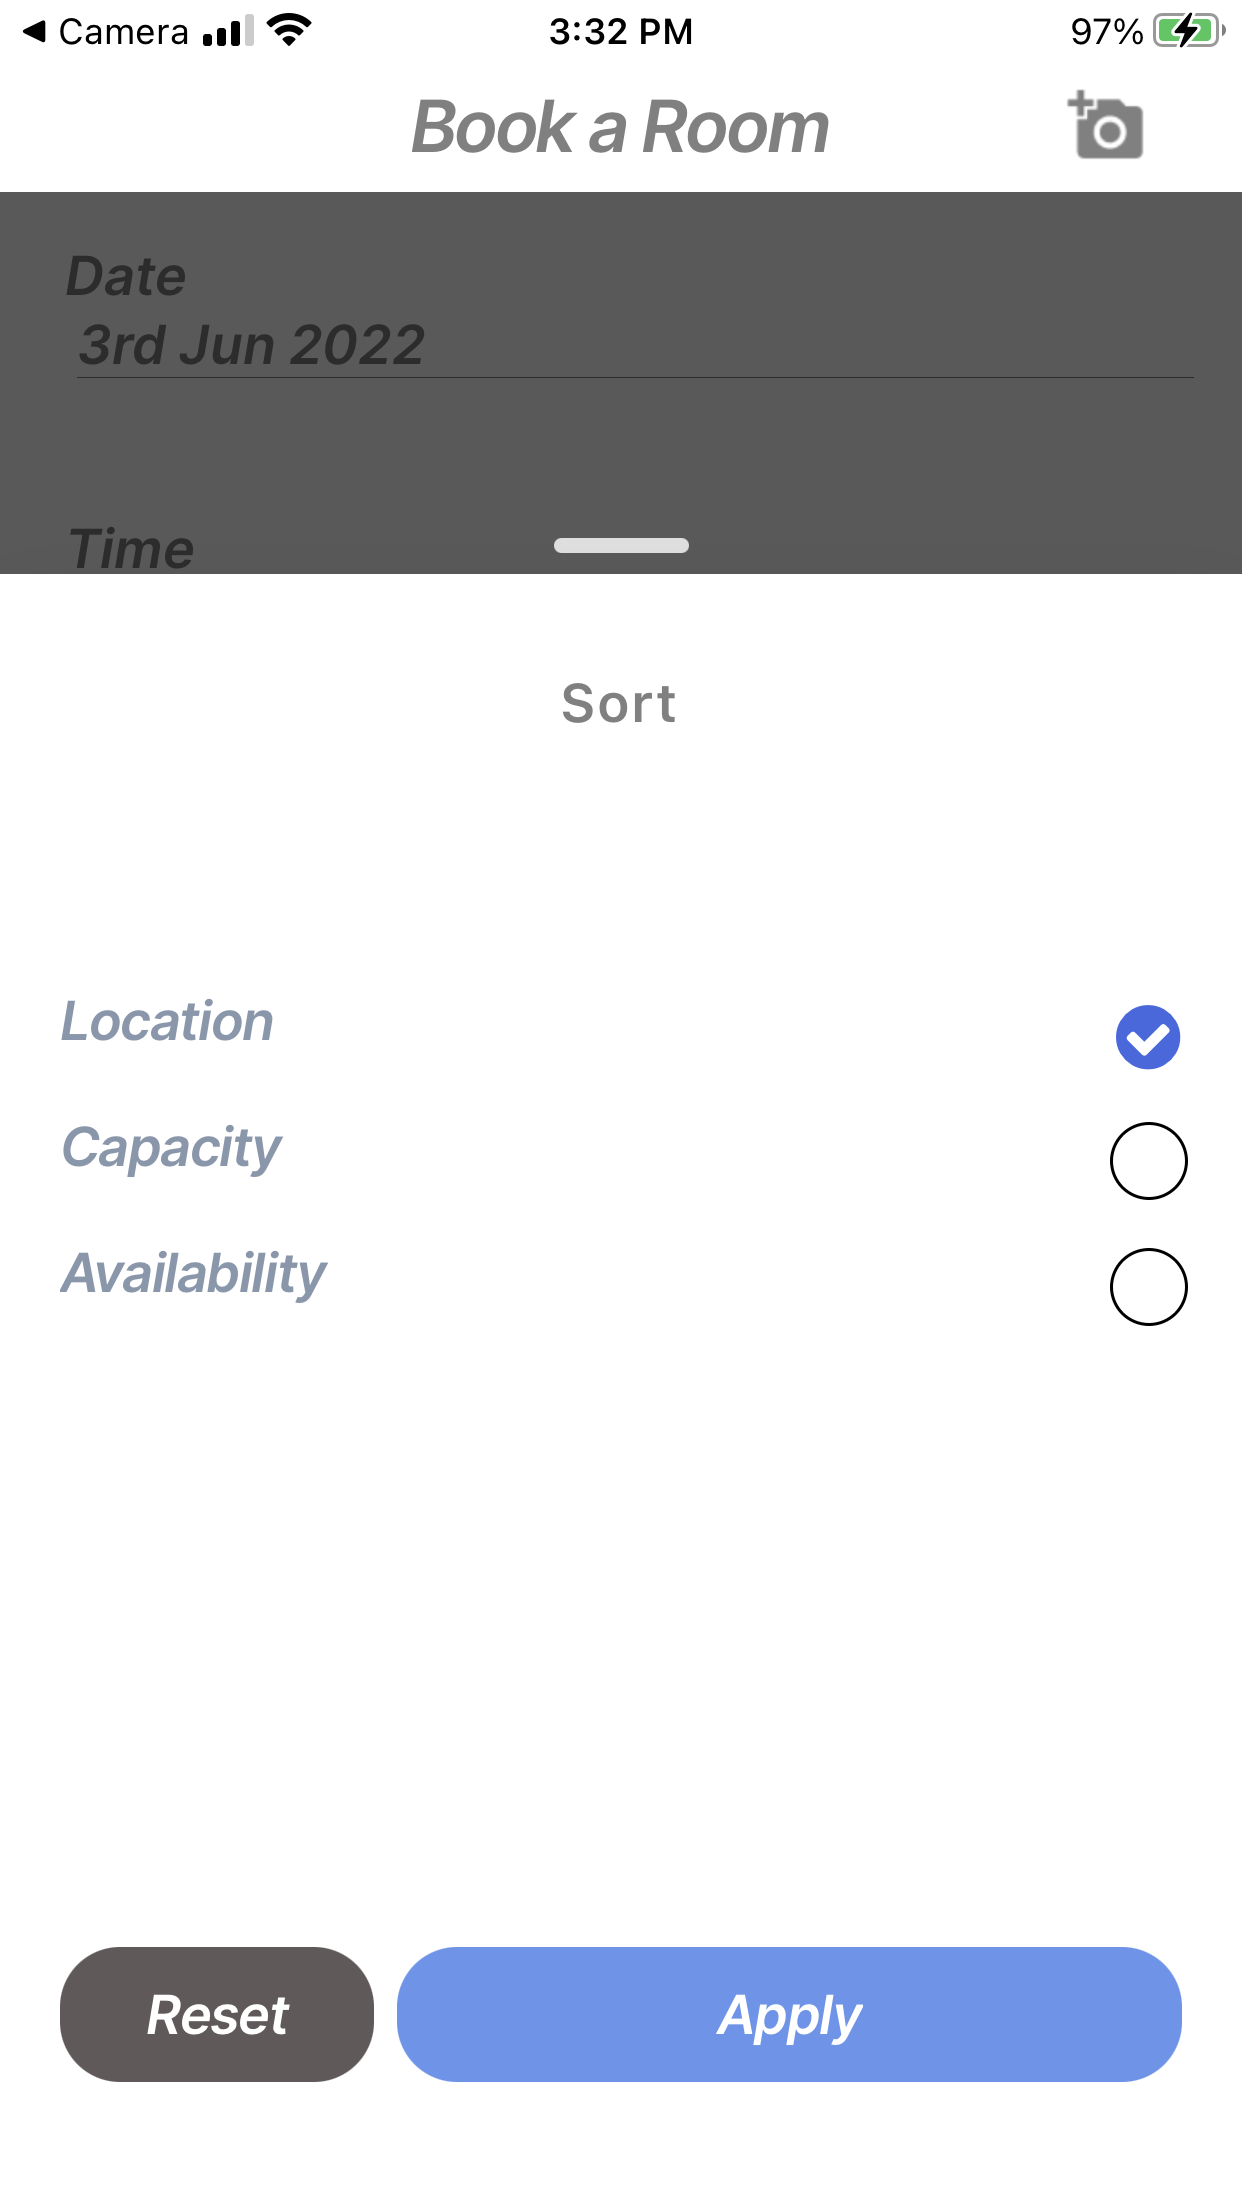 Camera 3:32 PM 97%
Book a Room
Date
3rd Jun 2022
Time
Sort
Location
Capacity
Availability
Reset Apply